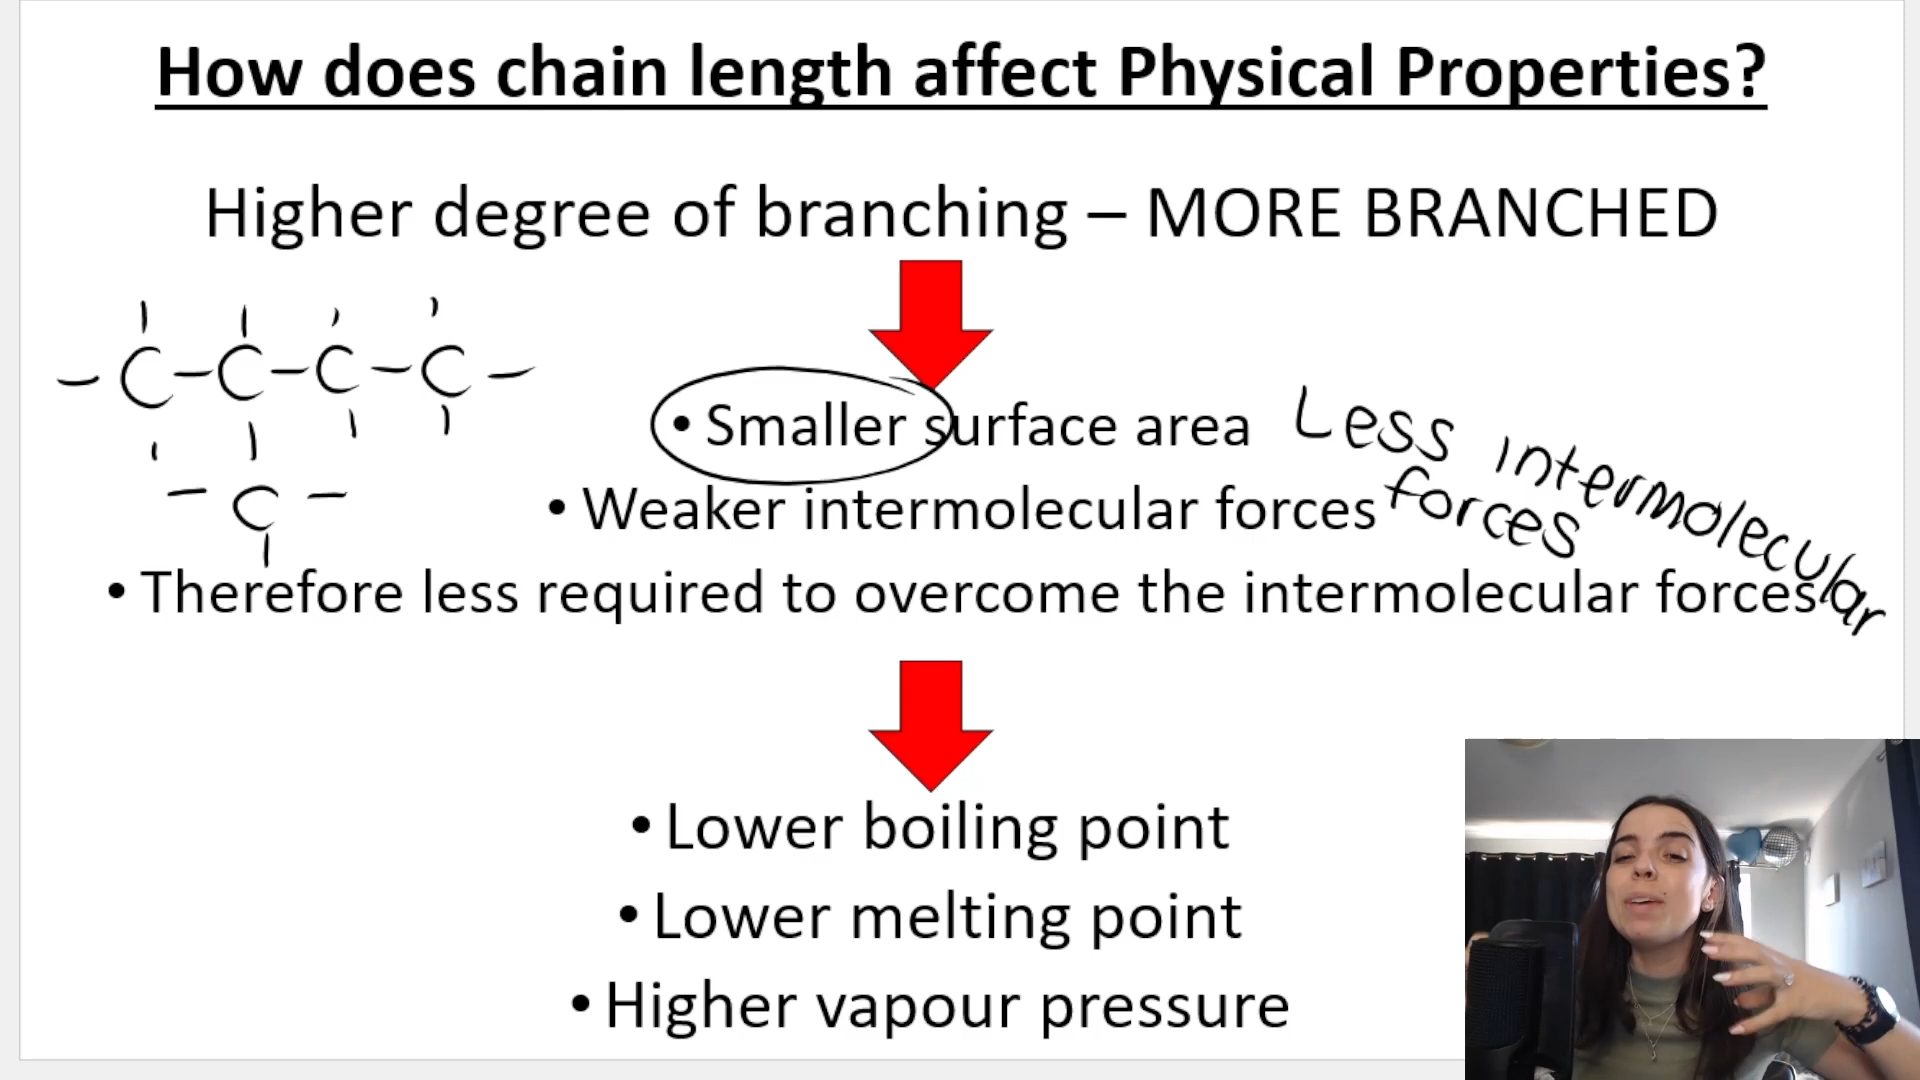 How does chain length affect Physical Properties?
Higher degree of branching – MORE BRANCHED
C-C-C-C
C
• Smaller surface area
Less intermolecular
forces
• Weaker intermolecular forces
• Therefore less required to overcome the intermolecular forces
• Lower boiling point
• Lower melting point
• Higher vapour pressure